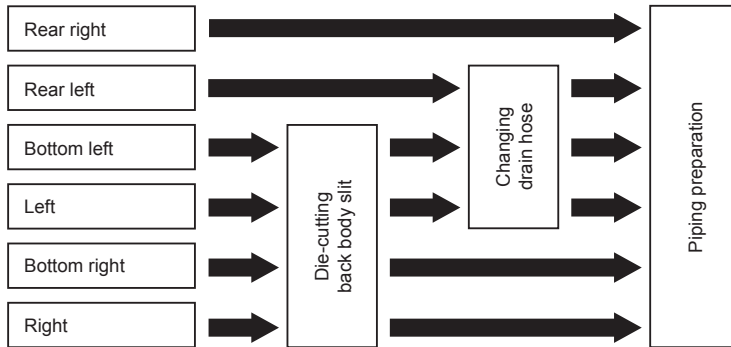 Rear right
Rear left
Bottom left
Left
Bottom right
Right
Die-cutting
back body slit
Changing
drain hose
Piping preparation